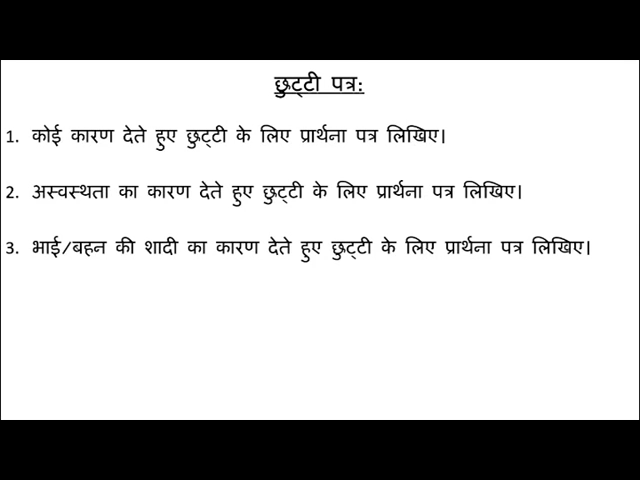 छुट्टी पत्र:
1. कोई कारण देते हुए छुट्टी के लिए प्रार्थना पत्र लिखिए।
2. अस्वस्थता का कारण देते हुए छुट्टी के लिए प्रार्थना पत्र लिखिए।
3. भाई/बहन की शादी का कारण देते हुए छुट्टी के लिए प्रार्थना पत्र लिखिए।